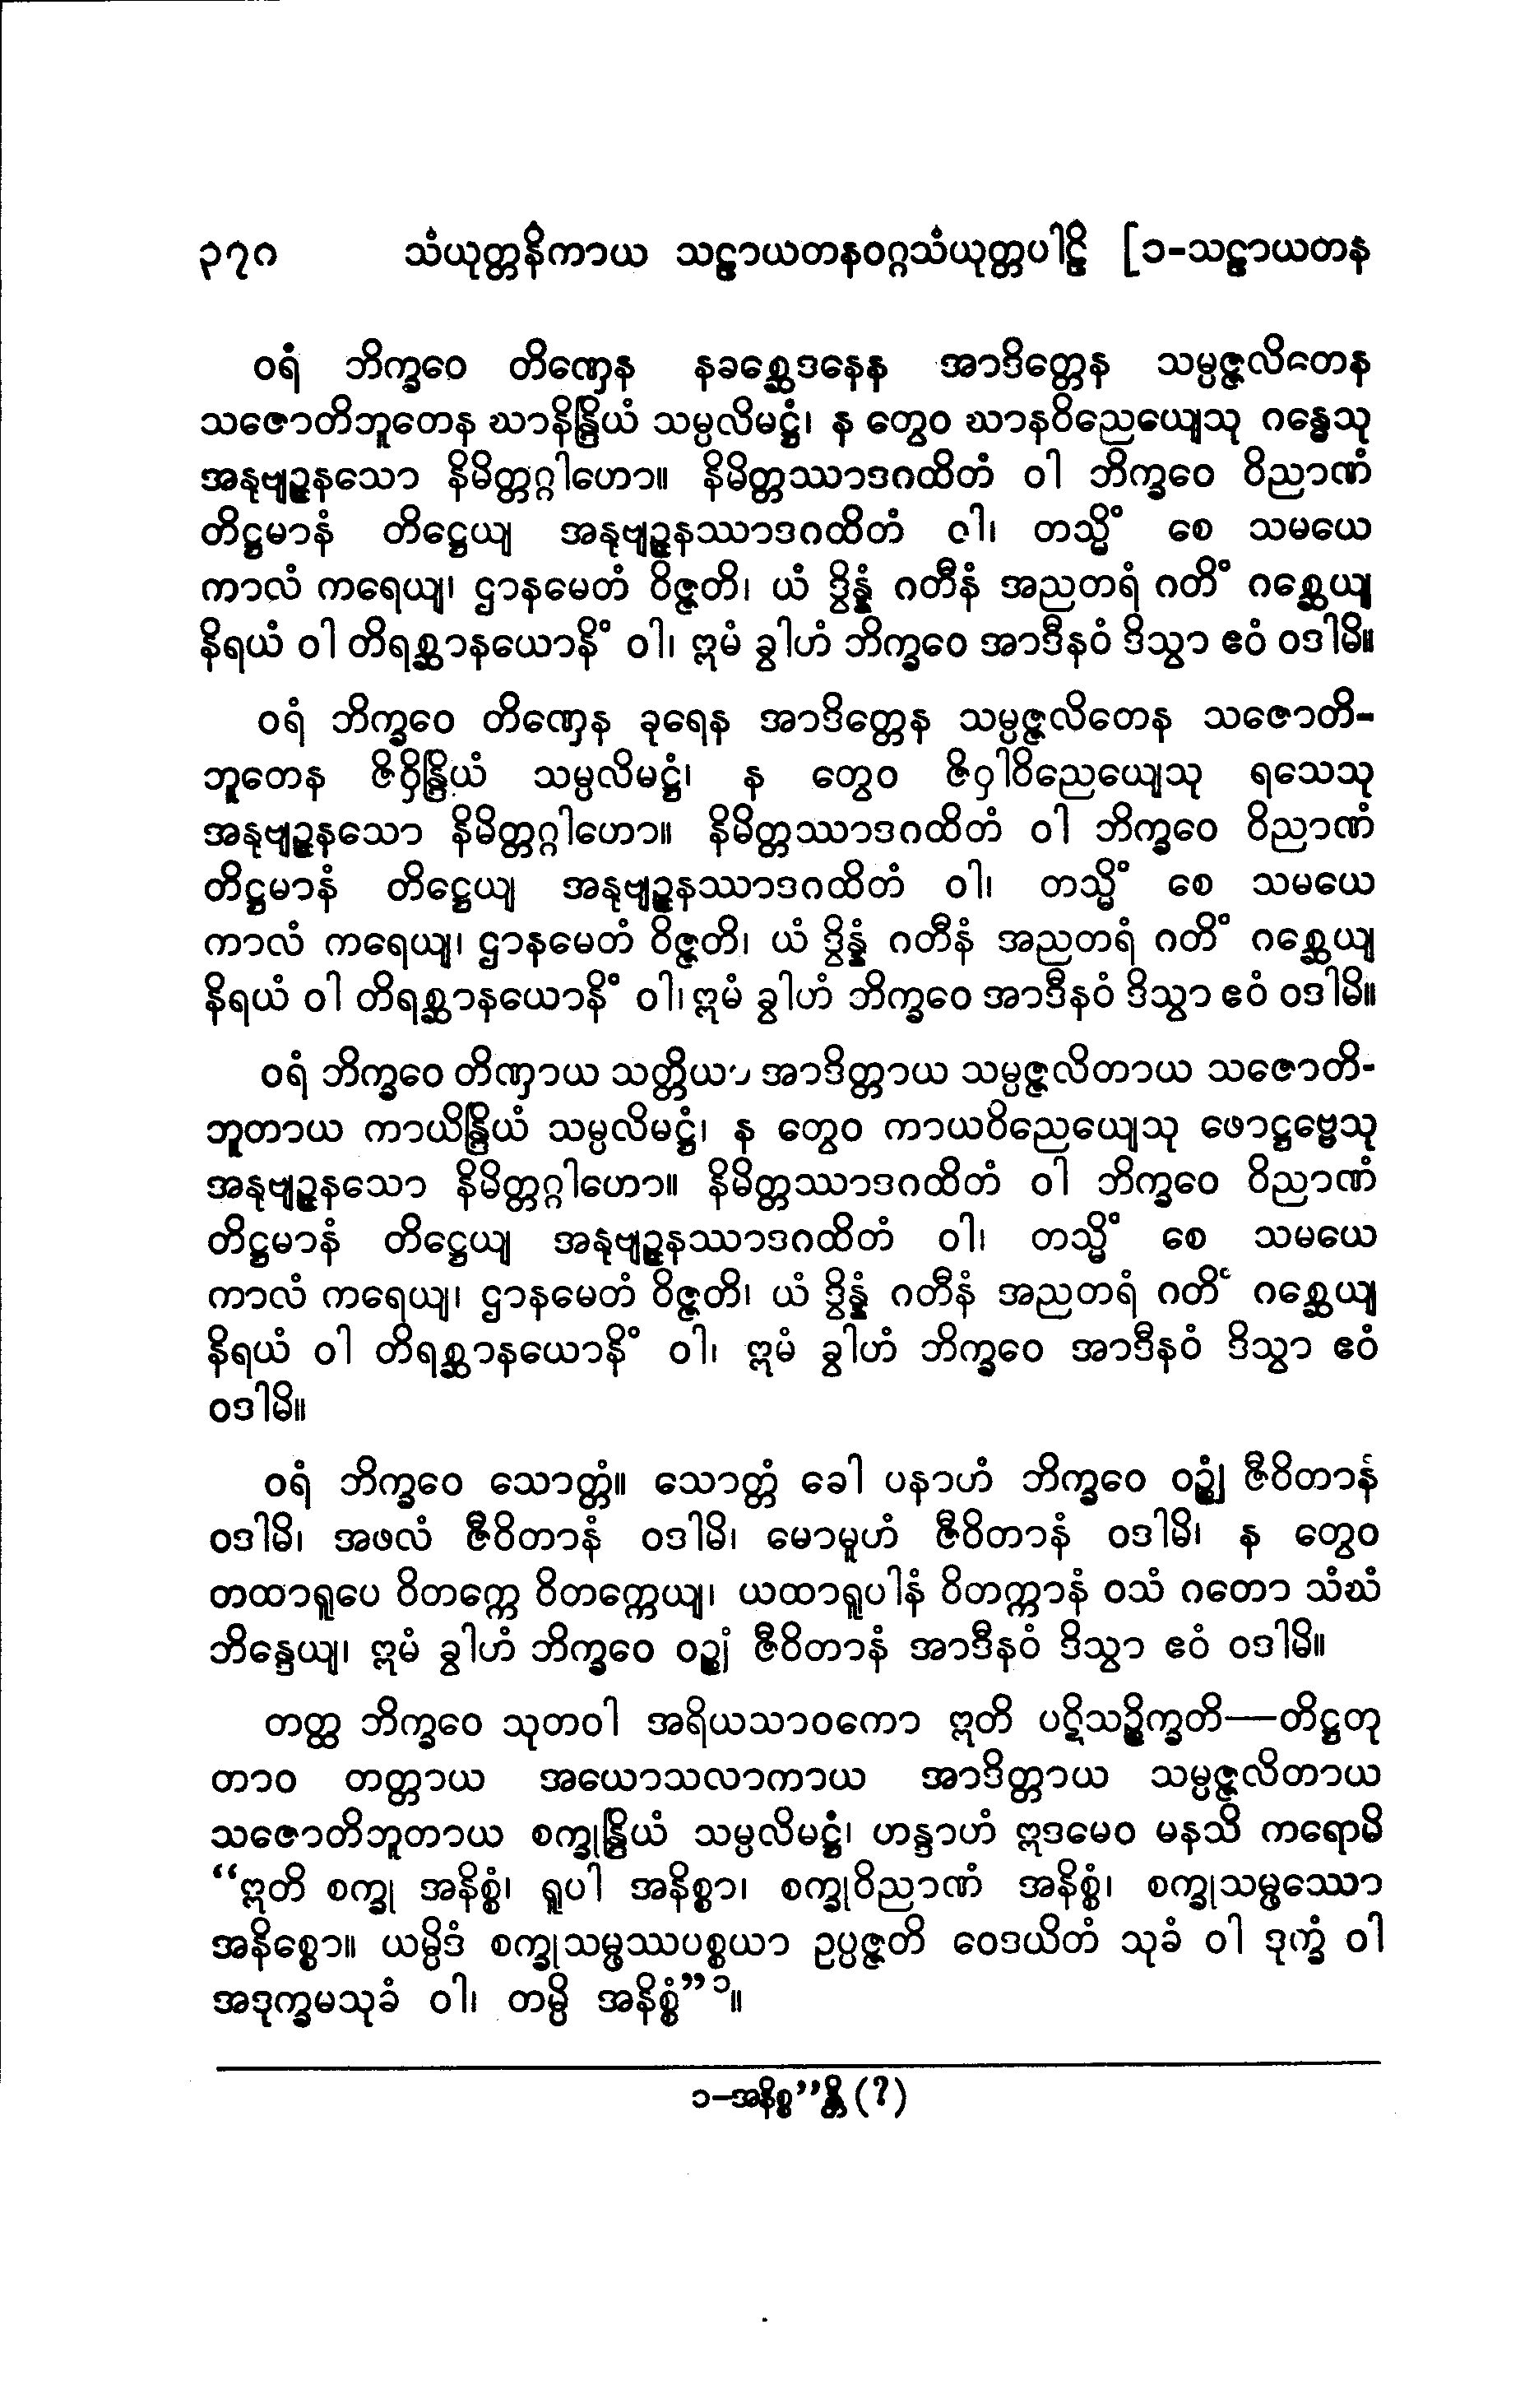 ၃၇၀ သံယုတ္တနိကာယ သဠာယတနဝဂ္ဂသံယုတ္တပါဠိ [၁-သဠာယတန
ဝရံ ဘိက္ခဝေ တိဏှေန နခစ္ဆေဒနေန အာဒိတ္တေန သမ္ပဇ္ဇလိတေန
သဇောတိဘူတေန ဃာနိန္ဒြိယံ သမ္ပလိမဋ္ဌံ၊ န တွေဝ ဃာနဝိညေယျေသု ဂန္ဓေသု
အနုဗျဉ္ဇနသော နိမိတ္တဂ္ဂါဟော။ နိမိတ္တဿာဒဂထိတံ ဝါ ဘိက္ခဝေ ဝိညာဏံ
တိဋ္ဌမာနံ တိဋ္ဌေယျ အနုဗျဉ္ဇနဿာဒဂထိတံ ဝါ၊ တသ္မိံ စေ သမယေ
ကာလံ ကရေယျ၊ ဌာနမေတံ ဝိဇ္ဇတိ၊ ယံ ဒွိန္နံ ဂတီနံ အညတရံ ဂတိံ ဂစ္ဆေယျ
နိရယံ ဝါ တိရစ္ဆာနယောနိံ ဝါ၊ ဣမံ ခွါဟံ ဘိက္ခဝေ အာဒီနဝံ ဒိသွာ ဧဝံ ဝဒါမိ။
ဝရံ ဘိက္ခဝေ တိဏှေန ခုရေန အာဒိတ္တေန သမ္ပဇ္ဇလိတေန သဇောတိ-
ဘူတေန ဇိဝှိန္ဒြိယံ သမ္ပလိမဋ္ဌံ၊ န တွေဝ ဇိဝှါဝိညေယျေသု ရသေသု
အနုဗျဉ္ဇနသော နိမိတ္တဂ္ဂါဟော။ နိမိတ္တဿာဒဂထိတံ ဝါ ဘိက္ခဝေ ဝိညာဏံ
တိဋ္ဌမာနံ တိဋ္ဌေယျ အနုဗျဉ္ဇနဿာဒဂထိတံ ဝါ၊ တသ္မိံ စေ သမယေ
ကာလံ ကရေယျ၊ ဌာနမေတံ ဝိဇ္ဇတိ၊ ယံ ဒွိန္နံ ဂတီနံ အညတရံ ဂတိံ ဂစ္ဆေယျ
နိရယံ ဝါ တိရစ္ဆာနယောနိံ ဝါ၊ ဣမံ ခွါဟံ ဘိက္ခဝေ အာဒီနဝံ ဒိသွာ ဧဝံ ဝဒါမိ။
ဝရံ ဘိက္ခဝေ တိဏှာယ သတ္တိယာ အာဒိတ္တာယ သမ္ပဇ္ဇလိတာယ သဇောတိ-
ဘူတာယ ကာယိန္ဒြိယံ သမ္ပလိမဋ္ဌံ၊ န တွေဝ ကာယဝိညေယျေသု ဖောဋ္ဌဗ္ဗေသု
အနုဗျဉ္ဇနသော နိမိတ္တဂ္ဂါဟော။ နိမိတ္တဿာဒဂထိတံ ဝါ ဘိက္ခဝေ ဝိညာဏံ
တိဋ္ဌမာနံ တိဋ္ဌေယျ အနုဗျဉ္ဇနဿာဒဂထိတံ ဝါ၊ တသ္မိံ စေ သမယေ
ကာလံ ကရေယျ၊ ဌာနမေတံ ဝိဇ္ဇတိ၊ ယံ ဒွိန္နံ ဂတီနံ အညတရံ ဂတိံ ဂစ္ဆေယျ
နိရယံ ဝါ တိရစ္ဆာနယောနိံ ဝါ၊ ဣမံ ခွါဟံ ဘိက္ခဝေ အာဒီနဝံ ဒိသွာ ဧဝံ
ဝဒါမိ။
ဝရံ ဘိက္ခဝေ သောတ္တံ။ သောတ္တံ ခေါ ပနာဟံ ဘိက္ခဝေ ဝဉ္ဈံ ဇီဝိတာနံ
ဝဒါမိ၊ အဖလံ ဇီဝိတာနံ ဝဒါမိ၊ မောမူဟံ ဇီဝိတာနံ ဝဒါမိ၊ န တွေဝ
တထာရူပေ ဝိတက္ကေ ဝိတက္ကေယျ၊ ယထာရူပါနံ ဝိတက္ကာနံ ဝသံ ဂတော သံဃံ
ဘိန္ဒေယျ၊ ဣမံ ခွါဟံ ဘိက္ခဝေ ဝဉ္ဈံ ဇီဝိတာနံ အာဒီနဝံ ဒိသွာ ဧဝံ ဝဒါမိ။
တတ္ထ ဘိက္ခဝေ သုတဝါ အရိယသာဝကော ဣတိ ပဋိသဉ္စိက္ခတိ—တိဋ္ဌတု
တာဝ တတ္တာယ အယောသလာကာယ အာဒိတ္တာယ သမ္ပဇ္ဇလိတာယ
သဇောတိဘူတာယ စက္ခုန္ဒြိယံ သမ္ပလိမဋ္ဌံ၊ ဟန္ဒာဟံ ဣဒမေဝ မနသိ ကရောမိ
“ဣတိ စက္ခု အနိစ္စံ၊ ရူပါ အနိစ္စာ၊ စက္ခုဝိညာဏံ အနိစ္စံ၊ စက္ခုသမ္ဖဿော
အနိစ္စော။ ယမ္ပိဒံ စက္ခုသမ္ဖဿပစ္စယာ ဥပ္ပဇ္ဇတိ ဝေဒယိတံ သုခံ ဝါ ဒုက္ခံ ဝါ
အဒုက္ခမသုခံ ဝါ၊ တမ္ပိ အနိစ္စံ”၁။
၁-အနိစ္စ”န္တိ (?)